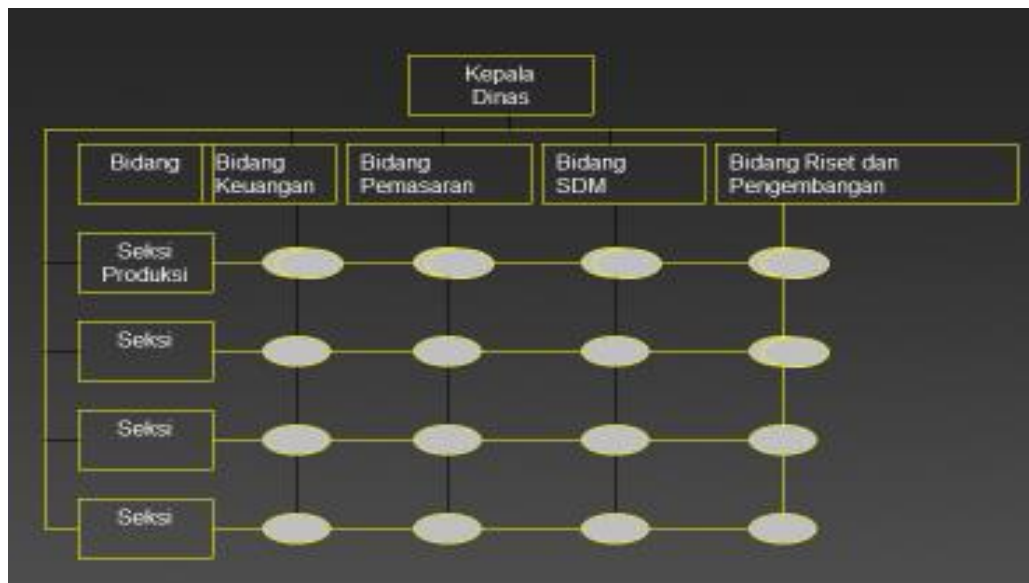 Kepala
Dinas
Bidang
Bidang
Keuangan
Bidang
Pemasaran
Bidang
SDM
Bidang Riset dan
Pengembangan
Seksi
Produksi
Seksi
Seksi
Seksi